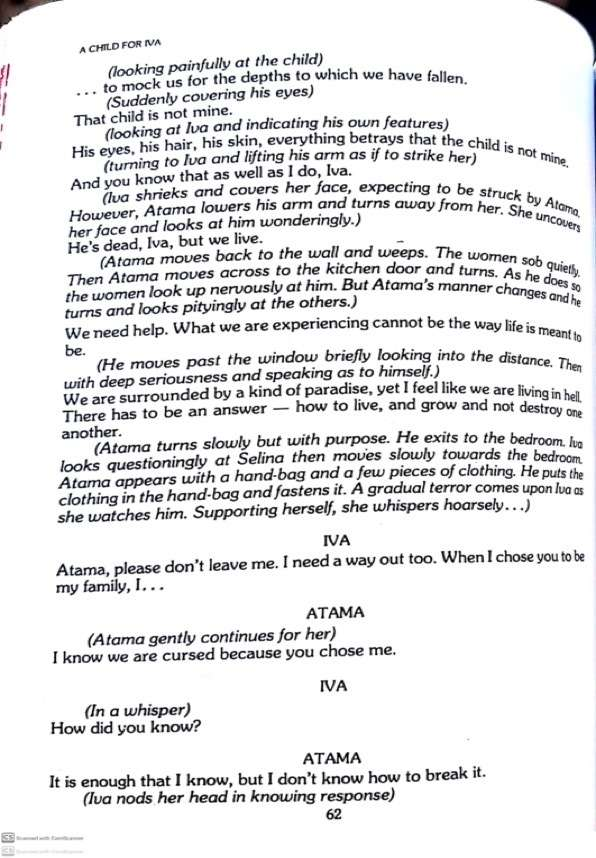 A CHILD FOR IVA
(looking painfully at the child)
. . . to mock us for the depths to which we have fallen.
(Suddenly covering his eyes)
That child is not mine.
(looking at Iva and indicating his own features)
His eyes, his hair, his skin, everything betrays that the child is not mine.
(turning to Iva and lifting his arm as if to strike her)
And you know that as well as I do, Iva.
(Iva shrieks and covers her face, expecting to be struck by Atama.
However, Atama lowers his arm and turns away from her. She uncovers
her face and looks at him wonderingly.)
He's dead, Iva, but we live.
(Atama moves back to the wall and weeps. The women sob quietly.
Then Atama moves across to the kitchen door and turns. As he does so
the women look up nervously at him. But Atama's manner changes and he
turns and looks pityingly at the others.)
We need help. What we are experiencing cannot be the way life is meant to
be.
(He moves past the window briefly looking into the distance. Then
with deep seriousness and speaking as to himself.)
We are surrounded by a kind of paradise, yet I feel like we are living in hell.
There has to be an answer — how to live, and grow and not destroy one
another.
(Atama turns slowly but with purpose. He exits to the bedroom. Iva
looks questioningly at Selina then moves slowly towards the bedroom.
Atama appears with a hand-bag and a few pieces of clothing. He puts the
clothing in the hand-bag and fastens it. A gradual terror comes upon Iva as
she watches him. Supporting herself, she whispers hoarsely. . .)
IVA
Atama, please don't leave me. I need a way out too. When I chose you to be
my family, I. . .
ATAMA
(Atama gently continues for her)
I know we are cursed because you chose me.
IVA
(In a whisper)
How did you know?
ATAMA
It is enough that I know, but I don't know how to break it.
(Iva nods her head in knowing response)
62
CS Scanned with CamScanner
CS Scanned with CamScanner